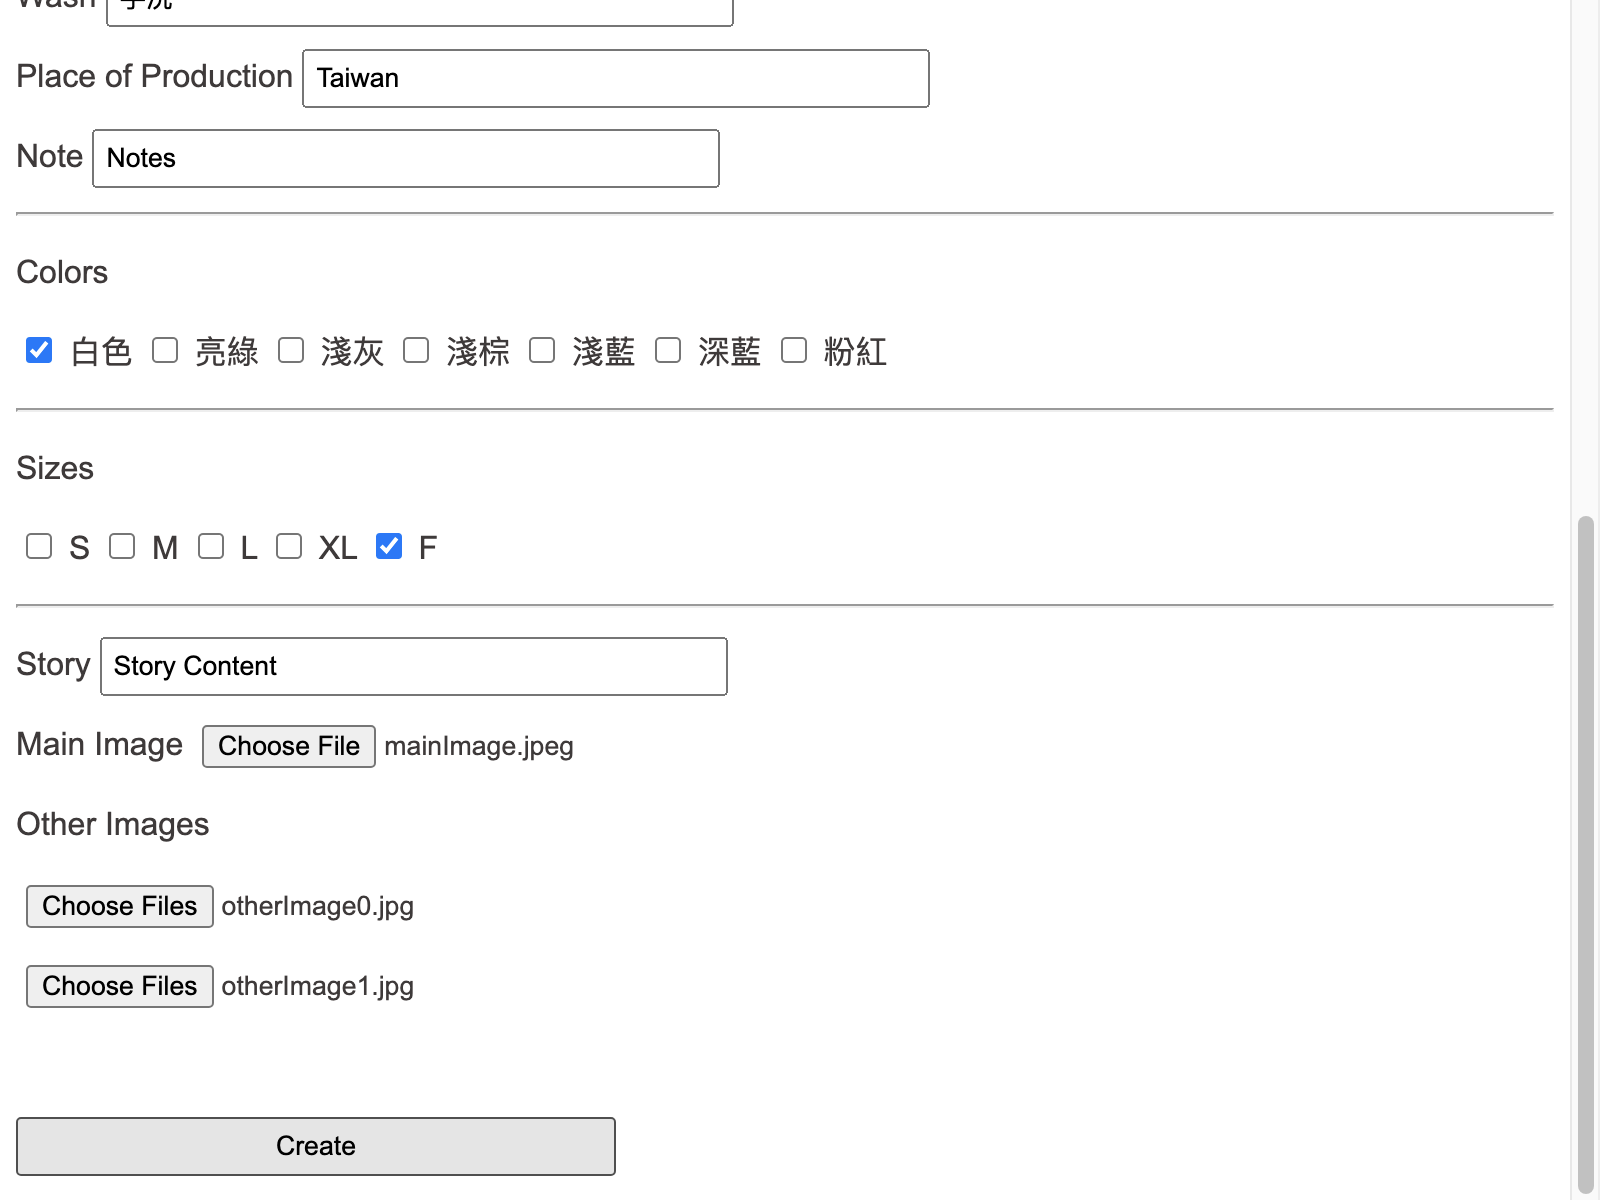 Wash 手洗
Place of Production Taiwan
Note Notes
Colors
白色 亮綠 淺灰 淺棕 淺藍 深藍 粉紅
Sizes
S M L XL F
Story Story Content
Main Image Choose File mainImage.jpeg
Other Images
Choose Files otherImage0.jpg
Choose Files otherImage1.jpg
Create